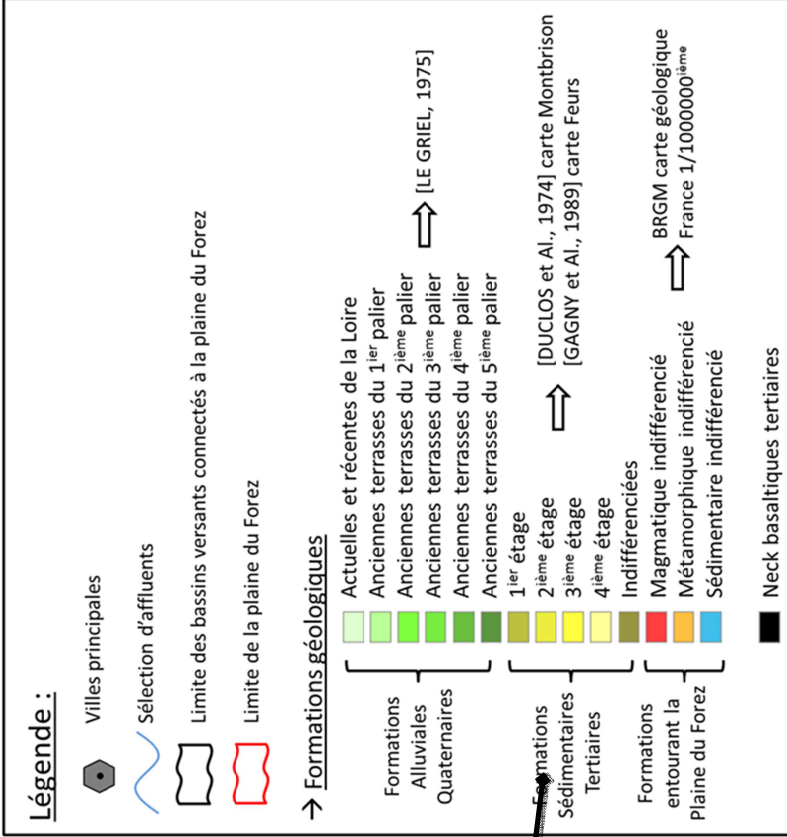 Légende :
Villes principales
Sélection d'affluents
Limite des bassins versants connectés à la plaine du Forez
Limite de la plaine du Forez
→ Formations géologiques
Formations
Alluviales
Quaternaires
Actuelles et récentes de la Loire
Anciennes terrasses du 1ier palier
Anciennes terrasses du 2ième palier
Anciennes terrasses du 3ième palier
Anciennes terrasses du 4ième palier
Anciennes terrasses du 5ième palier
[LE GRIEL, 1975]
Formations
Sédimentaires
Tertiaires
1ier étage
2ième étage
3ième étage
4ième étage
Indifférenciées
[DUCLOS et Al., 1974] carte Montbrison
[GAGNY et Al., 1989] carte Feurs
Formations
entourant la
Plaine du Forez
Magmatique indifférencié
Métamorphique indifférencié
Sédimentaire indifférencié
BRGM carte géologique
France 1/1000000ième
Neck basaltiques tertiaires